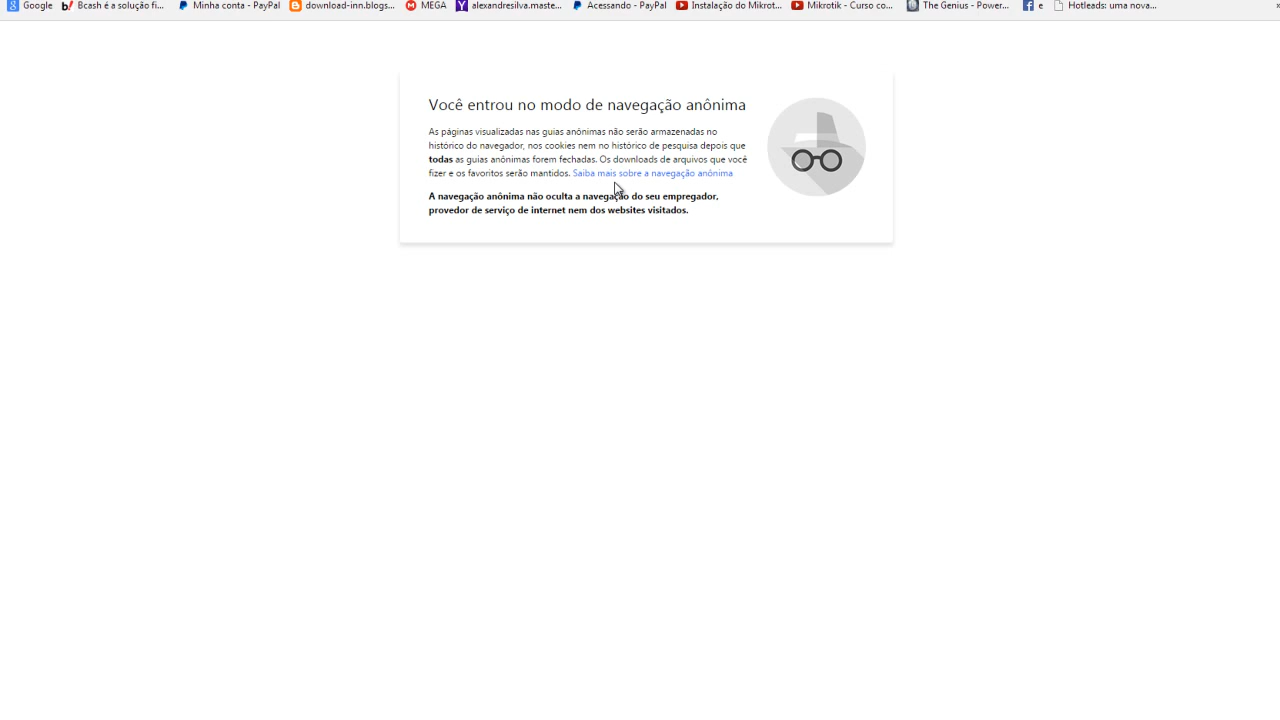 Google Bcash é a solução fi... Minha conta - PayPal download-inn.blogs... MEGA alexandresilva.maste... Acessando - PayPal Instalação do Mikrot... Mikrotik - Curso co... The Genius - Power... e Hotleads: uma nova...
Você entrou no modo de navegação anônima
As páginas visualizadas nas guias anônimas não serão armazenadas no
histórico do navegador, nos cookies nem no histórico de pesquisa depois que
todas as guias anônimas forem fechadas. Os downloads de arquivos que você
fizer e os favoritos serão mantidos. Saiba mais sobre a navegação anônima
A navegação anônima não oculta a navegação do seu empregador,
provedor de serviço de internet nem dos websites visitados.